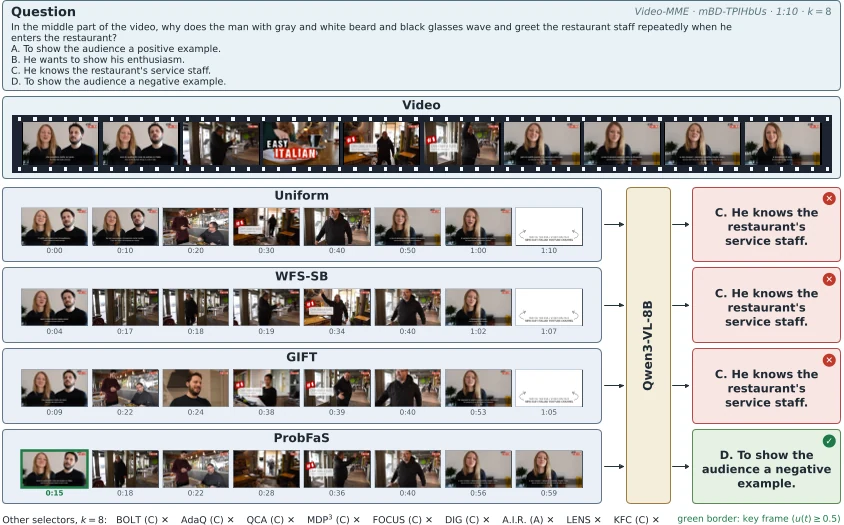 Question
Video-MME · mBD-TPIHbUs · 1:10 · k = 8
In the middle part of the video, why does the man with gray and white beard and black glasses wave and greet the restaurant staff repeatedly when he
enters the restaurant?
A. To show the audience a positive example.
B. He wants to show his enthusiasm.
C. He knows the restaurant's service staff.
D. To show the audience a negative example.
Video
EAST
ITALIAN
Uniform
0:00 0:10 0:20 0:30 0:40 0:50 1:00 1:10
C. He knows the
restaurant's
service staff.
WFS-SB
0:04 0:17 0:18 0:19 0:34 0:40 1:02 1:07
C. He knows the
restaurant's
service staff.
GIFT
0:09 0:22 0:24 0:38 0:39 0:40 0:53 1:05
C. He knows the
restaurant's
service staff.
ProbFaS
0:15 0:18 0:22 0:28 0:36 0:40 0:56 0:59
D. To show the
audience a negative
example.
Qwen3-VL-8B
Other selectors, k = 8: BOLT (C) × AdaQ (C) × QCA (C) × MDP³ (C) × FOCUS (C) × DIG (C) × A.I.R. (A) × LENS × KFC (C) ×
green border: key frame (u(t) ≥ 0.5)